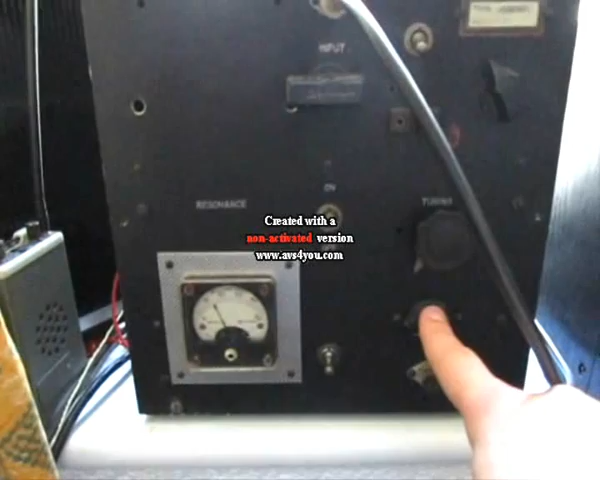 INPUT
ON
RESONANCE
TUNING
Created with a
non-activated version
www.avs4you.com